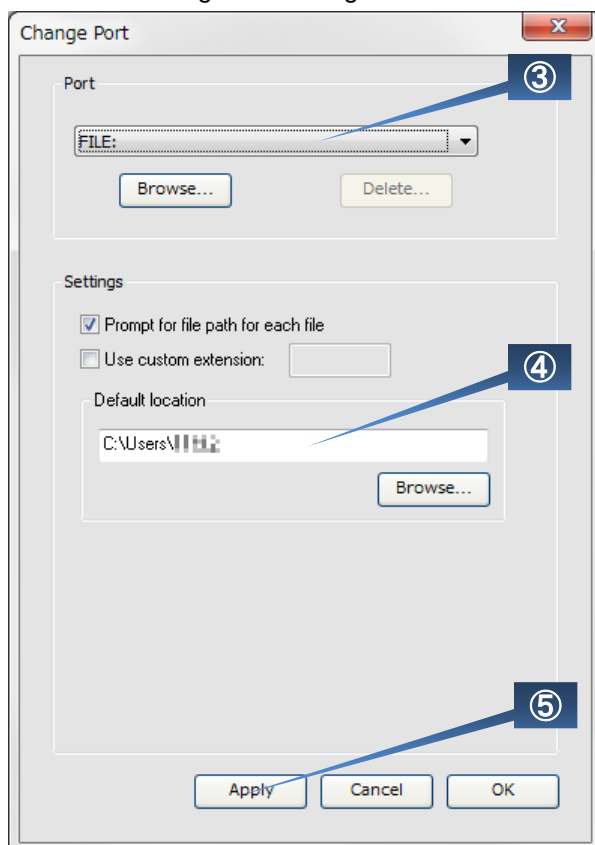 Change Port
Port
③
FILE:
Browse...
Delete...
Settings
Prompt for file path for each file
Use custom extension:
④
Default location
C:\Users\
Browse...
⑤
Apply
Cancel
OK